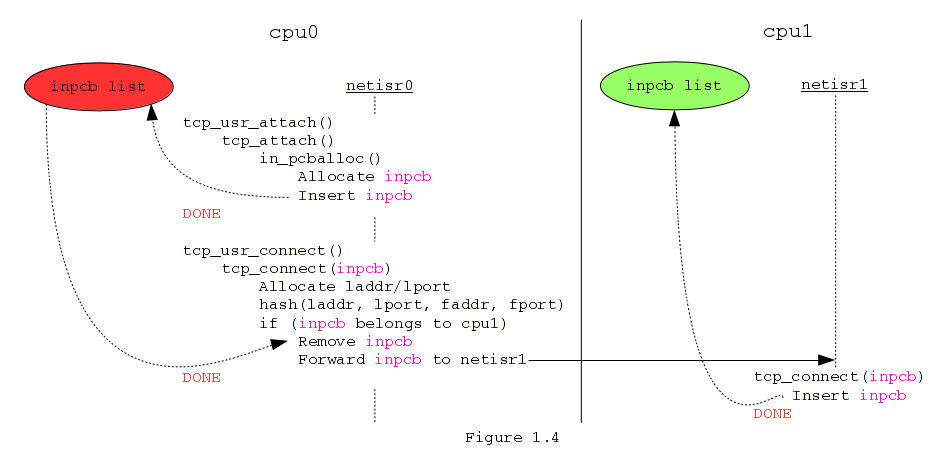 cpu0
inpcb list
netisr0
tcp_usr_attach()
tcp_attach()
in_pcballoc()
Allocate inpcb
Insert inpcb
DONE
tcp_usr_connect()
tcp_connect(inpcb)
Allocate laddr/lport
hash(laddr, lport, faddr, fport)
if (inpcb belongs to cpu1)
Remove inpcb
Forward inpcb to netisr1
DONE
cpu1
inpcb list
netisr1
tcp_connect(inpcb)
Insert inpcb
DONE
Figure 1.4